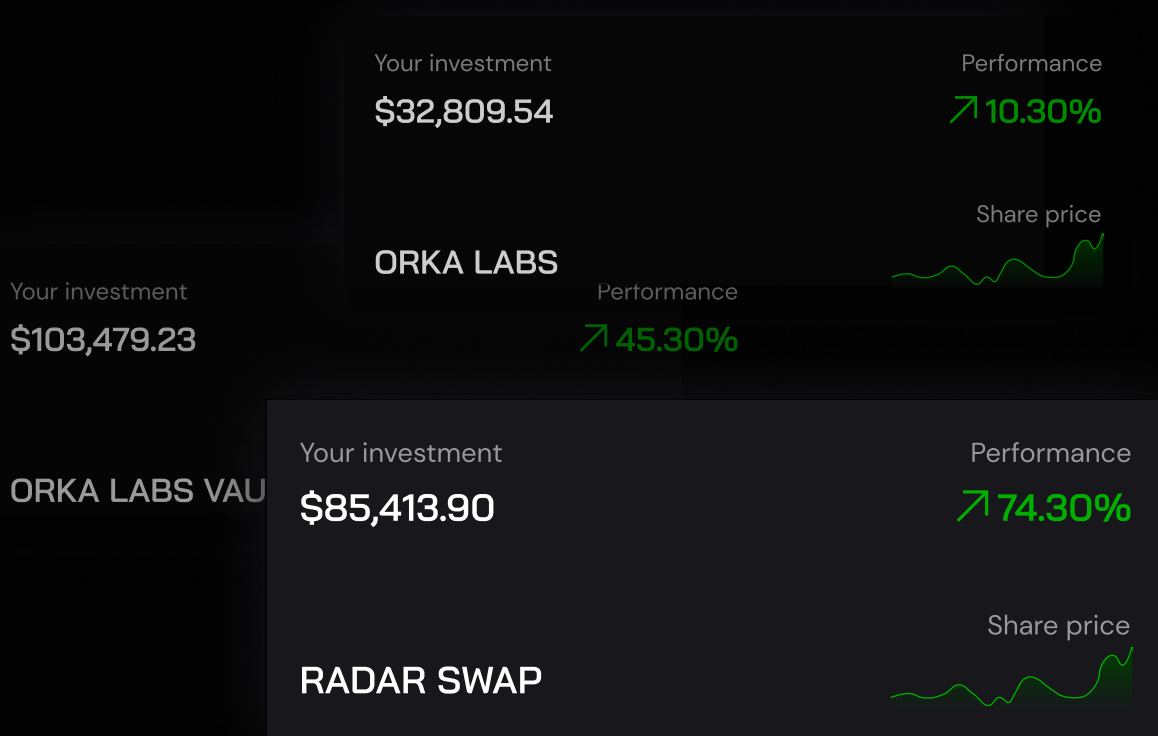 Your investment
$32,809.54
Performance
10.30%
Share price
ORKA LABS
Your investment
$103,479.23
Performance
45.30%
ORKA LABS VAU
Your investment
$85,413.90
Performance
74.30%
Share price
RADAR SWAP